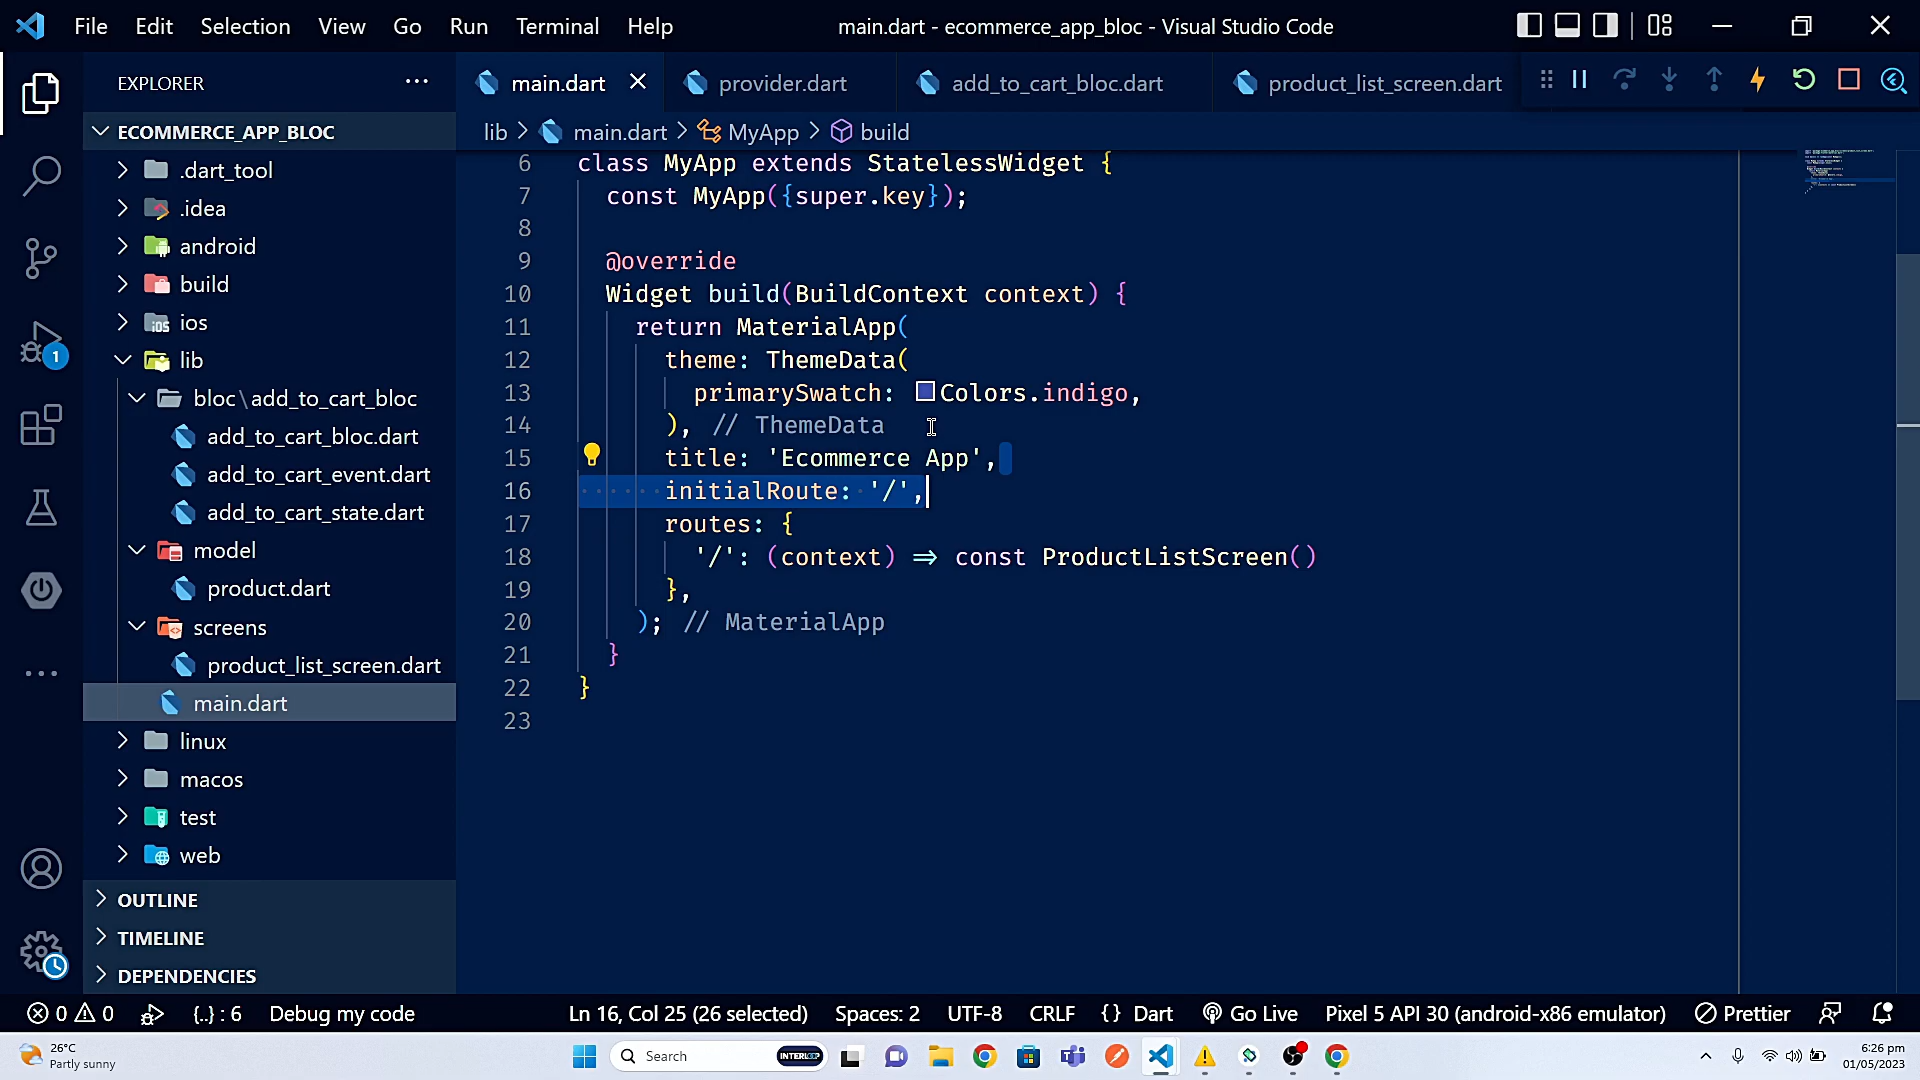 File Edit Selection View Go Run Terminal Help
main.dart - ecommerce_app_bloc - Visual Studio Code
EXPLORER
main.dart
provider.dart
add_to_cart_bloc.dart
product_list_screen.dart
ECOMMERCE_APP_BLOC
.dart_tool
.idea
android
build
ios
lib
bloc\add_to_cart_bloc
add_to_cart_bloc.dart
add_to_cart_event.dart
add_to_cart_state.dart
model
product.dart
screens
product_list_screen.dart
main.dart
linux
macos
test
web
OUTLINE
TIMELINE
DEPENDENCIES
1
lib > main.dart > MyApp > build
6 class MyApp extends StatelessWidget {
7 const MyApp({super.key});
8
9 @override
10 Widget build(BuildContext context) {
11 return MaterialApp(
12 theme: ThemeData(
13 primarySwatch: Colors.indigo,
14 ), // ThemeData
15 title: 'Ecommerce App',
16 initialRoute: '/',
17 routes: {
18 '/': (context) => const ProductListScreen()
19 },
20 ); // MaterialApp
21 }
22 }
23
0 0 {..} : 6 Debug my code
Ln 16, Col 25 (26 selected) Spaces: 2 UTF-8 CRLF {} Dart Go Live Pixel 5 API 30 (android-x86 emulator) Prettier
26°C
Partly sunny
Search
INTERLOOP
6:26 pm
01/05/2023